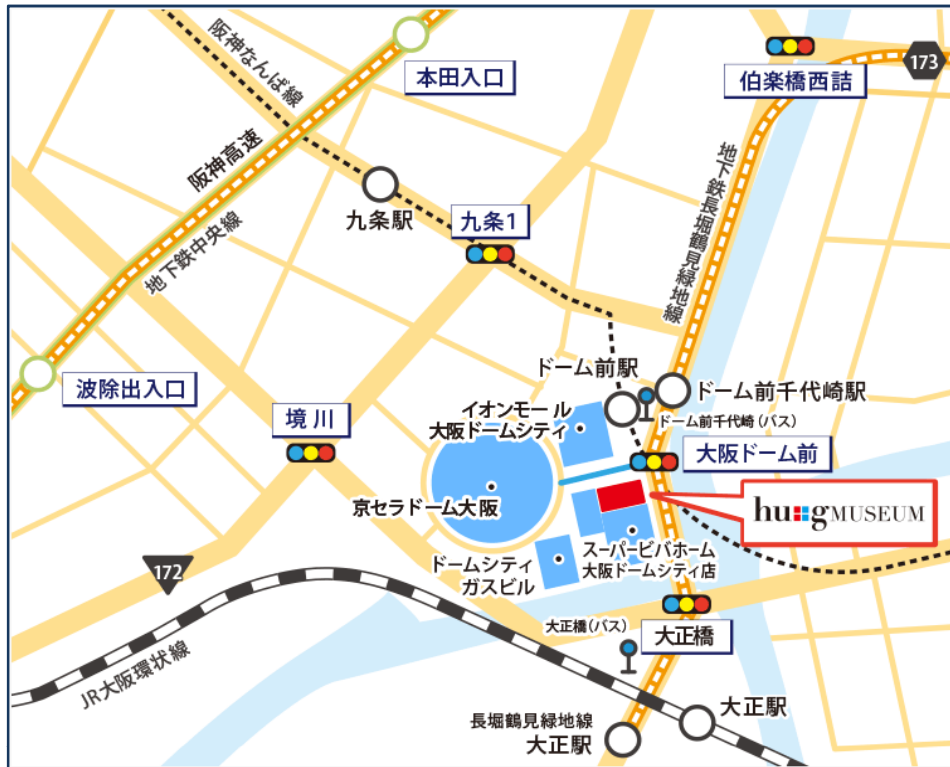 阪神なんば線
本田入口
伯楽橋西詰
173
阪神高速
地下鉄中央線
九条駅
九条1
地下鉄長堀鶴見緑地線
波除出入口
境川
ドーム前駅
ドーム前千代崎駅
ドーム前千代崎(バス)
イオンモール
大阪ドームシティ
大阪ドーム前
京セラドーム大阪
hu::g MUSEUM
スーパービバホーム
大阪ドームシティ店
ドームシティ
ガスビル
172
大正橋(バス)
大正橋
JR大阪環状線
長堀鶴見緑地線
大正駅
大正駅